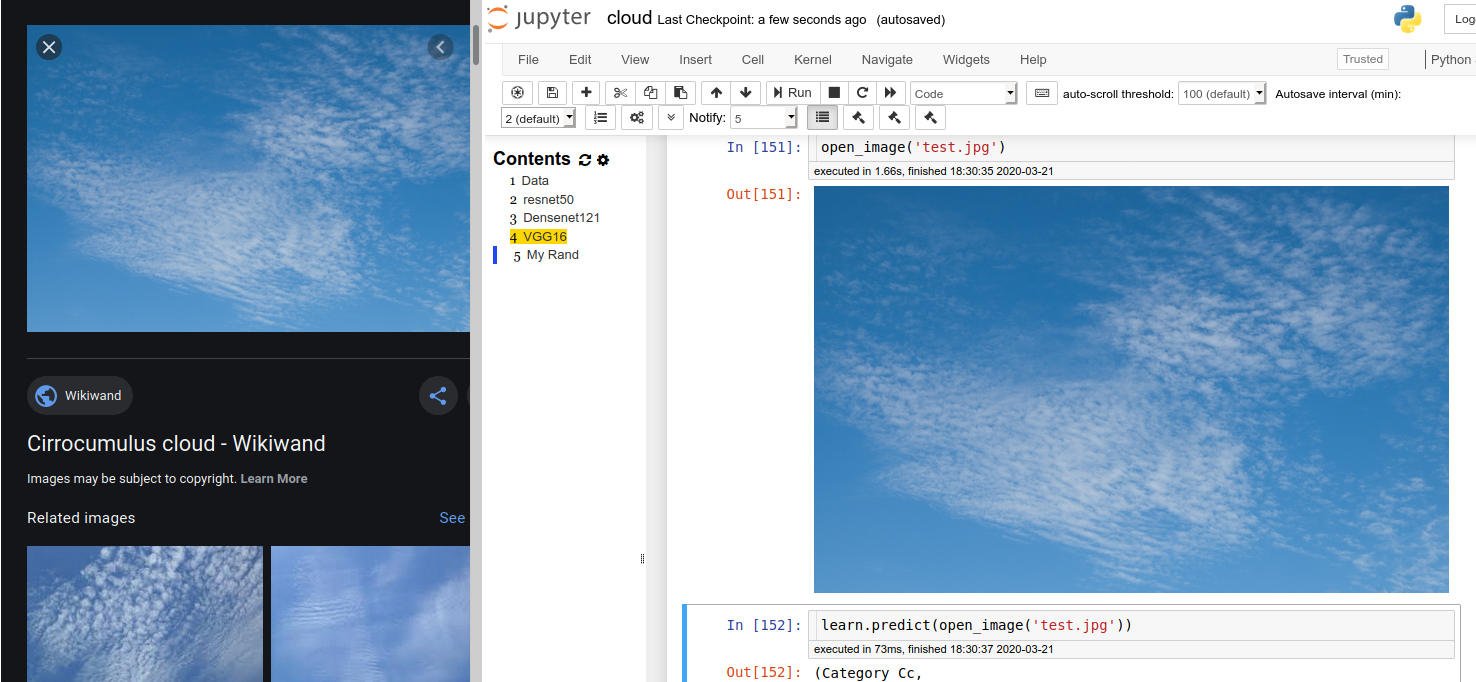 Wikiwand
Cirrocumulus cloud - Wikiwand
Images may be subject to copyright. Learn More
Related images
See
jupyter
cloud Last Checkpoint: a few seconds ago (autosaved)
Log
File Edit View Insert Cell Kernel Navigate Widgets Help
Trusted
Python
Run
Code
auto-scroll threshold: 100 (default)
Autosave interval (min):
2 (default)
Notify: 5
Contents
1 Data
2 resnet50
3 Densenet121
4 VGG16
5 My Rand
In [151]: open_image('test.jpg')
executed in 1.66s, finished 18:30:35 2020-03-21
Out[151]:
In [152]: learn.predict(open_image('test.jpg'))
executed in 73ms, finished 18:30:37 2020-03-21
Out[152]: (Category Cc,